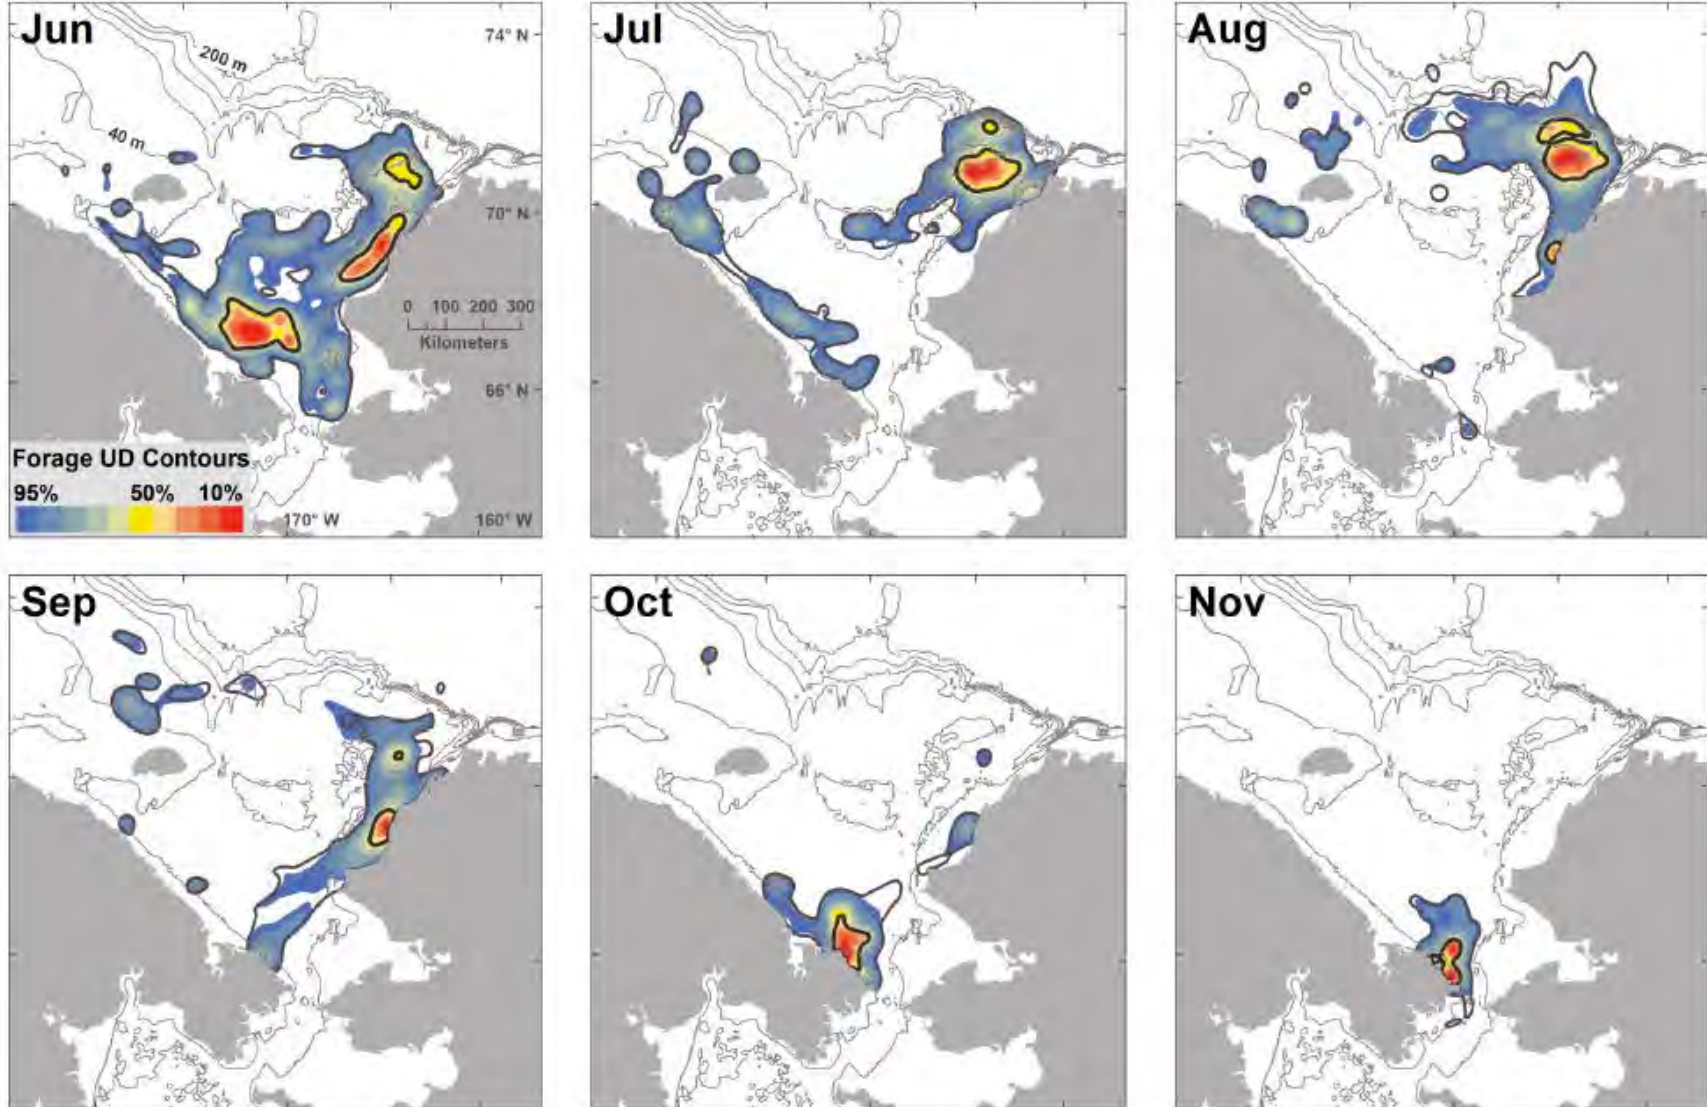 Jun
200 m
74° N
40 m
70° N
0 100 200 300
Kilometers
66° N
Forage UD Contours
95% 50% 10%
170° W 160° W
Jul
Aug
Sep
Oct
Nov